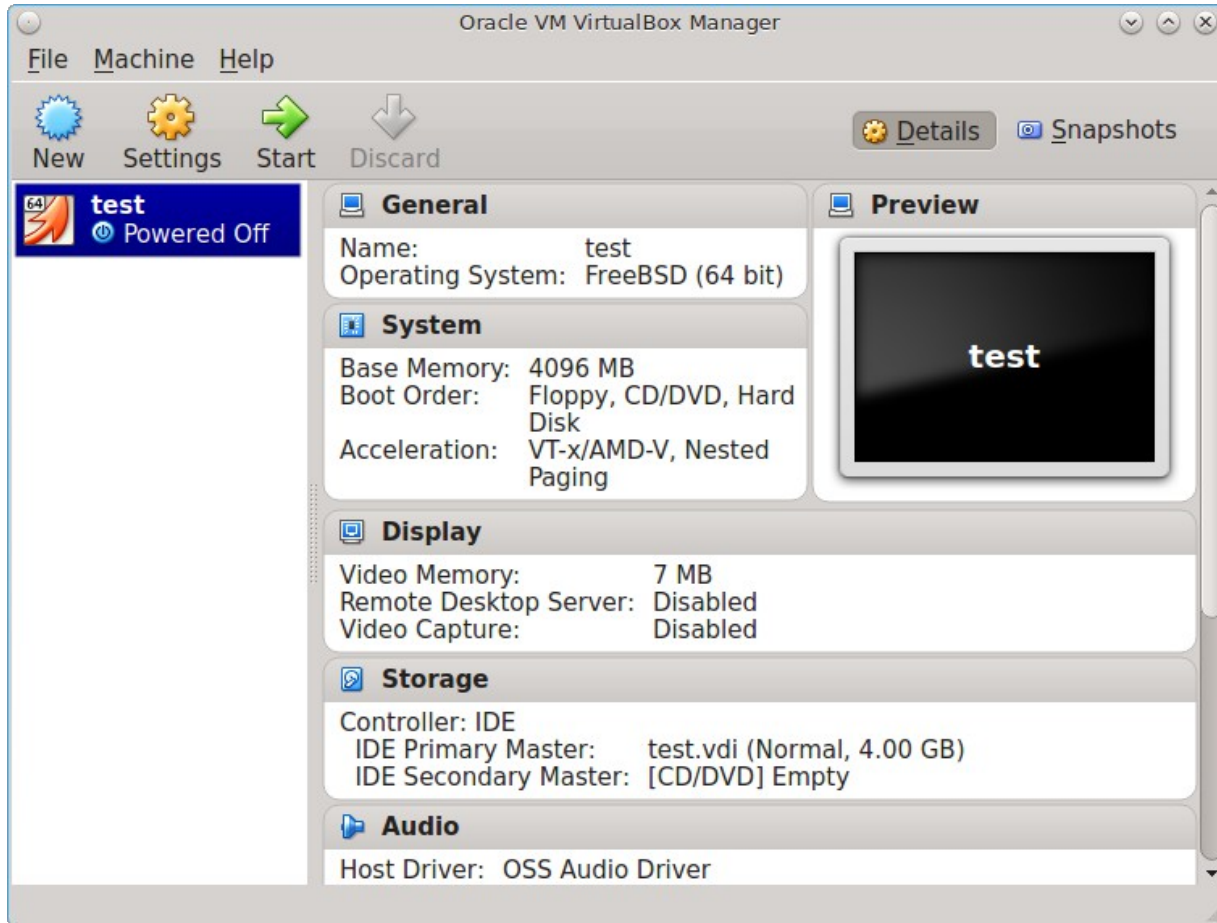 Oracle VM VirtualBox Manager
File Machine Help
New Settings Start Discard
Details Snapshots
64
test
Powered Off
General
Name: test
Operating System: FreeBSD (64 bit)
System
Base Memory: 4096 MB
Boot Order: Floppy, CD/DVD, Hard
Disk
Acceleration: VT-x/AMD-V, Nested
Paging
Preview
test
Display
Video Memory: 7 MB
Remote Desktop Server: Disabled
Video Capture: Disabled
Storage
Controller: IDE
IDE Primary Master: test.vdi (Normal, 4.00 GB)
IDE Secondary Master: [CD/DVD] Empty
Audio
Host Driver: OSS Audio Driver